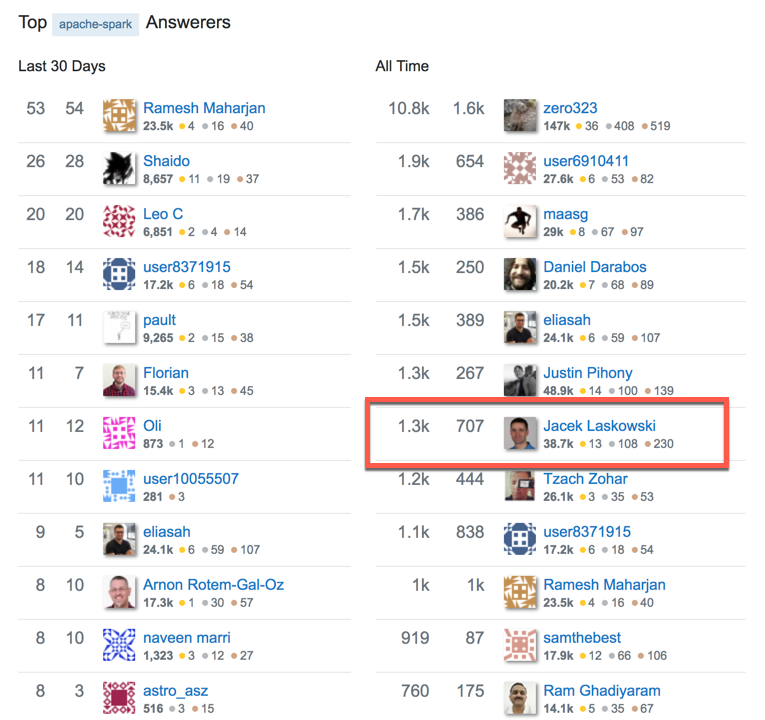 Top apache-spark Answerers
Last 30 Days
53 54 Ramesh Maharjan
23.5k 4 16 40
26 28 Shaido
8,657 11 19 37
20 20 Leo C
6,851 2 4 14
18 14 user8371915
17.2k 6 18 54
17 11 pault
9,265 2 15 38
11 7 Florian
15.4k 3 13 45
11 12 Oli
873 1 12
11 10 user10055507
281 3
9 5 eliasah
24.1k 6 59 107
8 10 Arnon Rotem-Gal-Oz
17.3k 1 30 57
8 10 naveen marri
1,323 3 12 27
8 3 astro_asz
516 3 15
All Time
10.8k 1.6k zero323
147k 36 408 519
1.9k 654 user6910411
27.6k 6 53 82
1.7k 386 maasg
29k 8 67 97
1.5k 250 Daniel Darabos
20.2k 7 68 89
1.5k 389 eliasah
24.1k 6 59 107
1.3k 267 Justin Pihony
48.9k 14 100 139
1.3k 707 Jacek Laskowski
38.7k 13 108 230
1.2k 444 Tzach Zohar
26.1k 3 35 53
1.1k 838 user8371915
17.2k 6 18 54
1k 1k Ramesh Maharjan
23.5k 4 16 40
919 87 samthebest
17.9k 12 66 106
760 175 Ram Ghadiyaram
14.1k 5 35 67